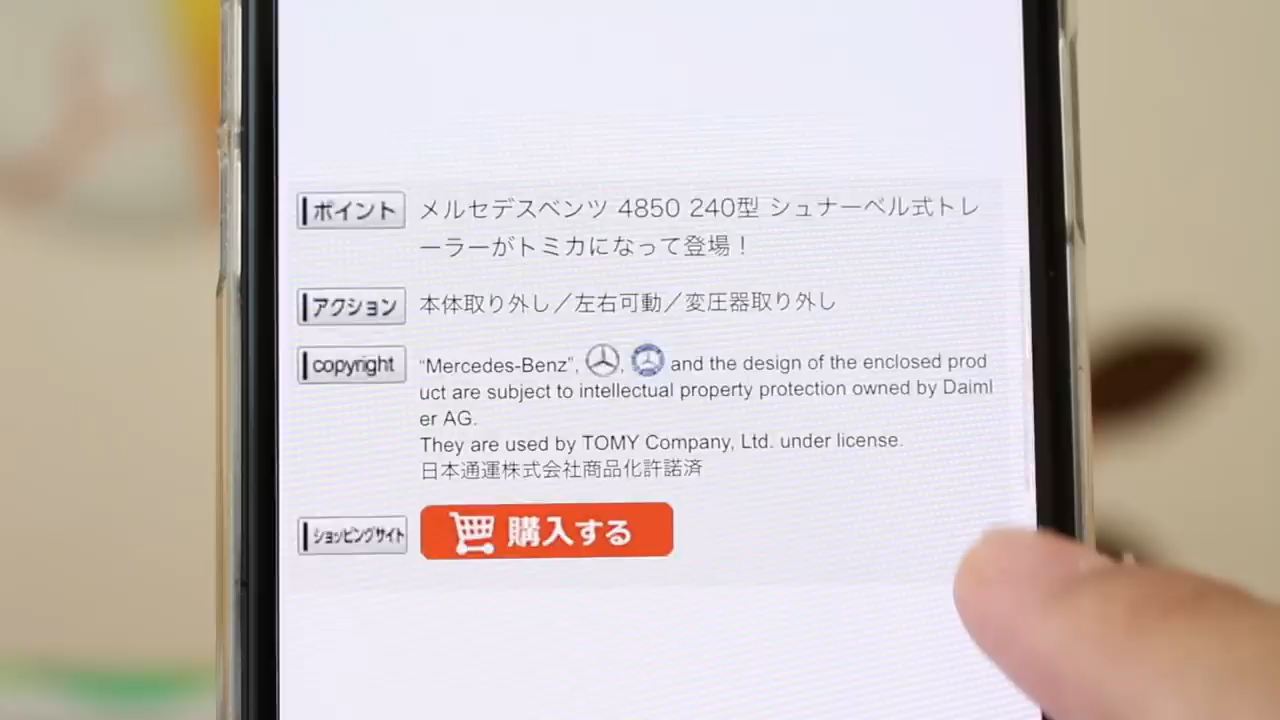 ポイント メルセデスベンツ 4850 240型 シュナーベル式トレ
ーラーがトミカになって登場！
アクション 本体取り外し／左右可動／変圧器取り外し
copyright "Mercedes-Benz", , and the design of the enclosed prod
uct are subject to intellectual property protection owned by Daiml
er AG.
They are used by TOMY Company, Ltd. under license.
日本通運株式会社商品化許諾済
ショッピングサイト 購入する